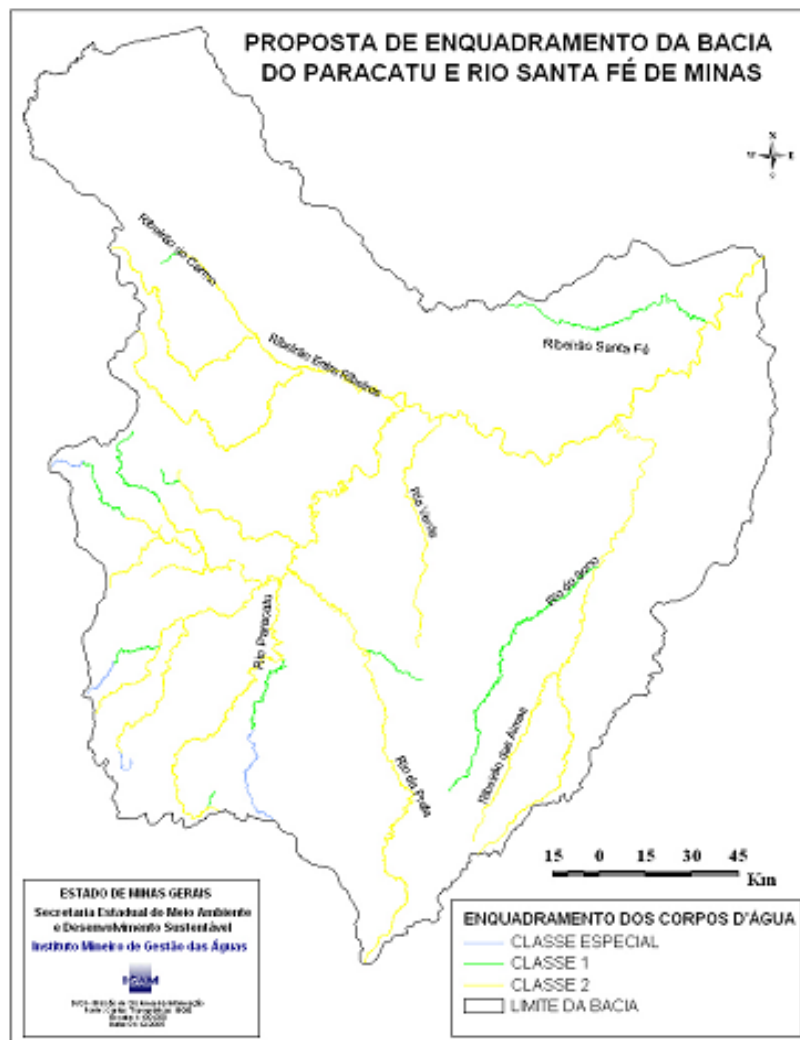 PROPOSTA DE ENQUADRAMENTO DA BACIA
DO PARACATU E RIO SANTA FÉ DE MINAS
N
W E
S
Ribeirão do Carmo
Ribeirão Entre Ribeiros
Ribeirão Santa Fé
Rio Verde
Rio do Sono
Rio Paracatu
Ribeirão das Almas
Rio da Prata
15 0 15 30 45
Km
ESTADO DE MINAS GERAIS
Secretaria Estadual do Meio Ambiente
e Desenvolvimento Sustentável
Instituto Mineiro de Gestão das Águas
IGAM
ENQUADRAMENTO DOS CORPOS D'ÁGUA
CLASSE ESPECIAL
CLASSE 1
CLASSE 2
LIMITE DA BACIA